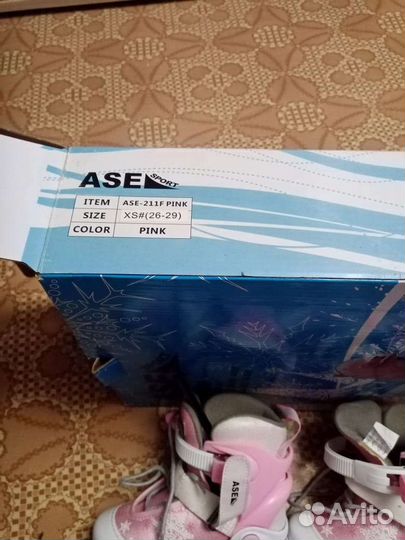 ASE SPORT
ITEM ASE-211F PINK
SIZE XS#(26-29)
COLOR PINK
ASE
Avito